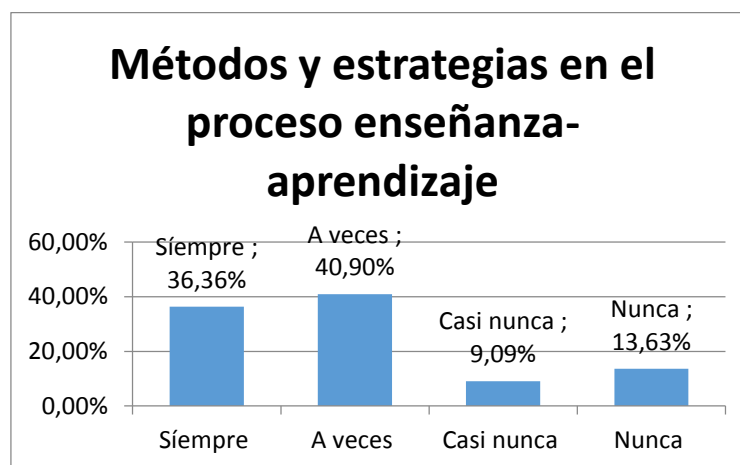 Métodos y estrategias en el
proceso enseñanza-
aprendizaje
60,00%
40,00%
20,00%
0,00%
Síempre ;
36,36%
A veces ;
40,90%
Casi nunca ;
9,09%
Nunca ;
13,63%
Síempre
A veces
Casi nunca
Nunca